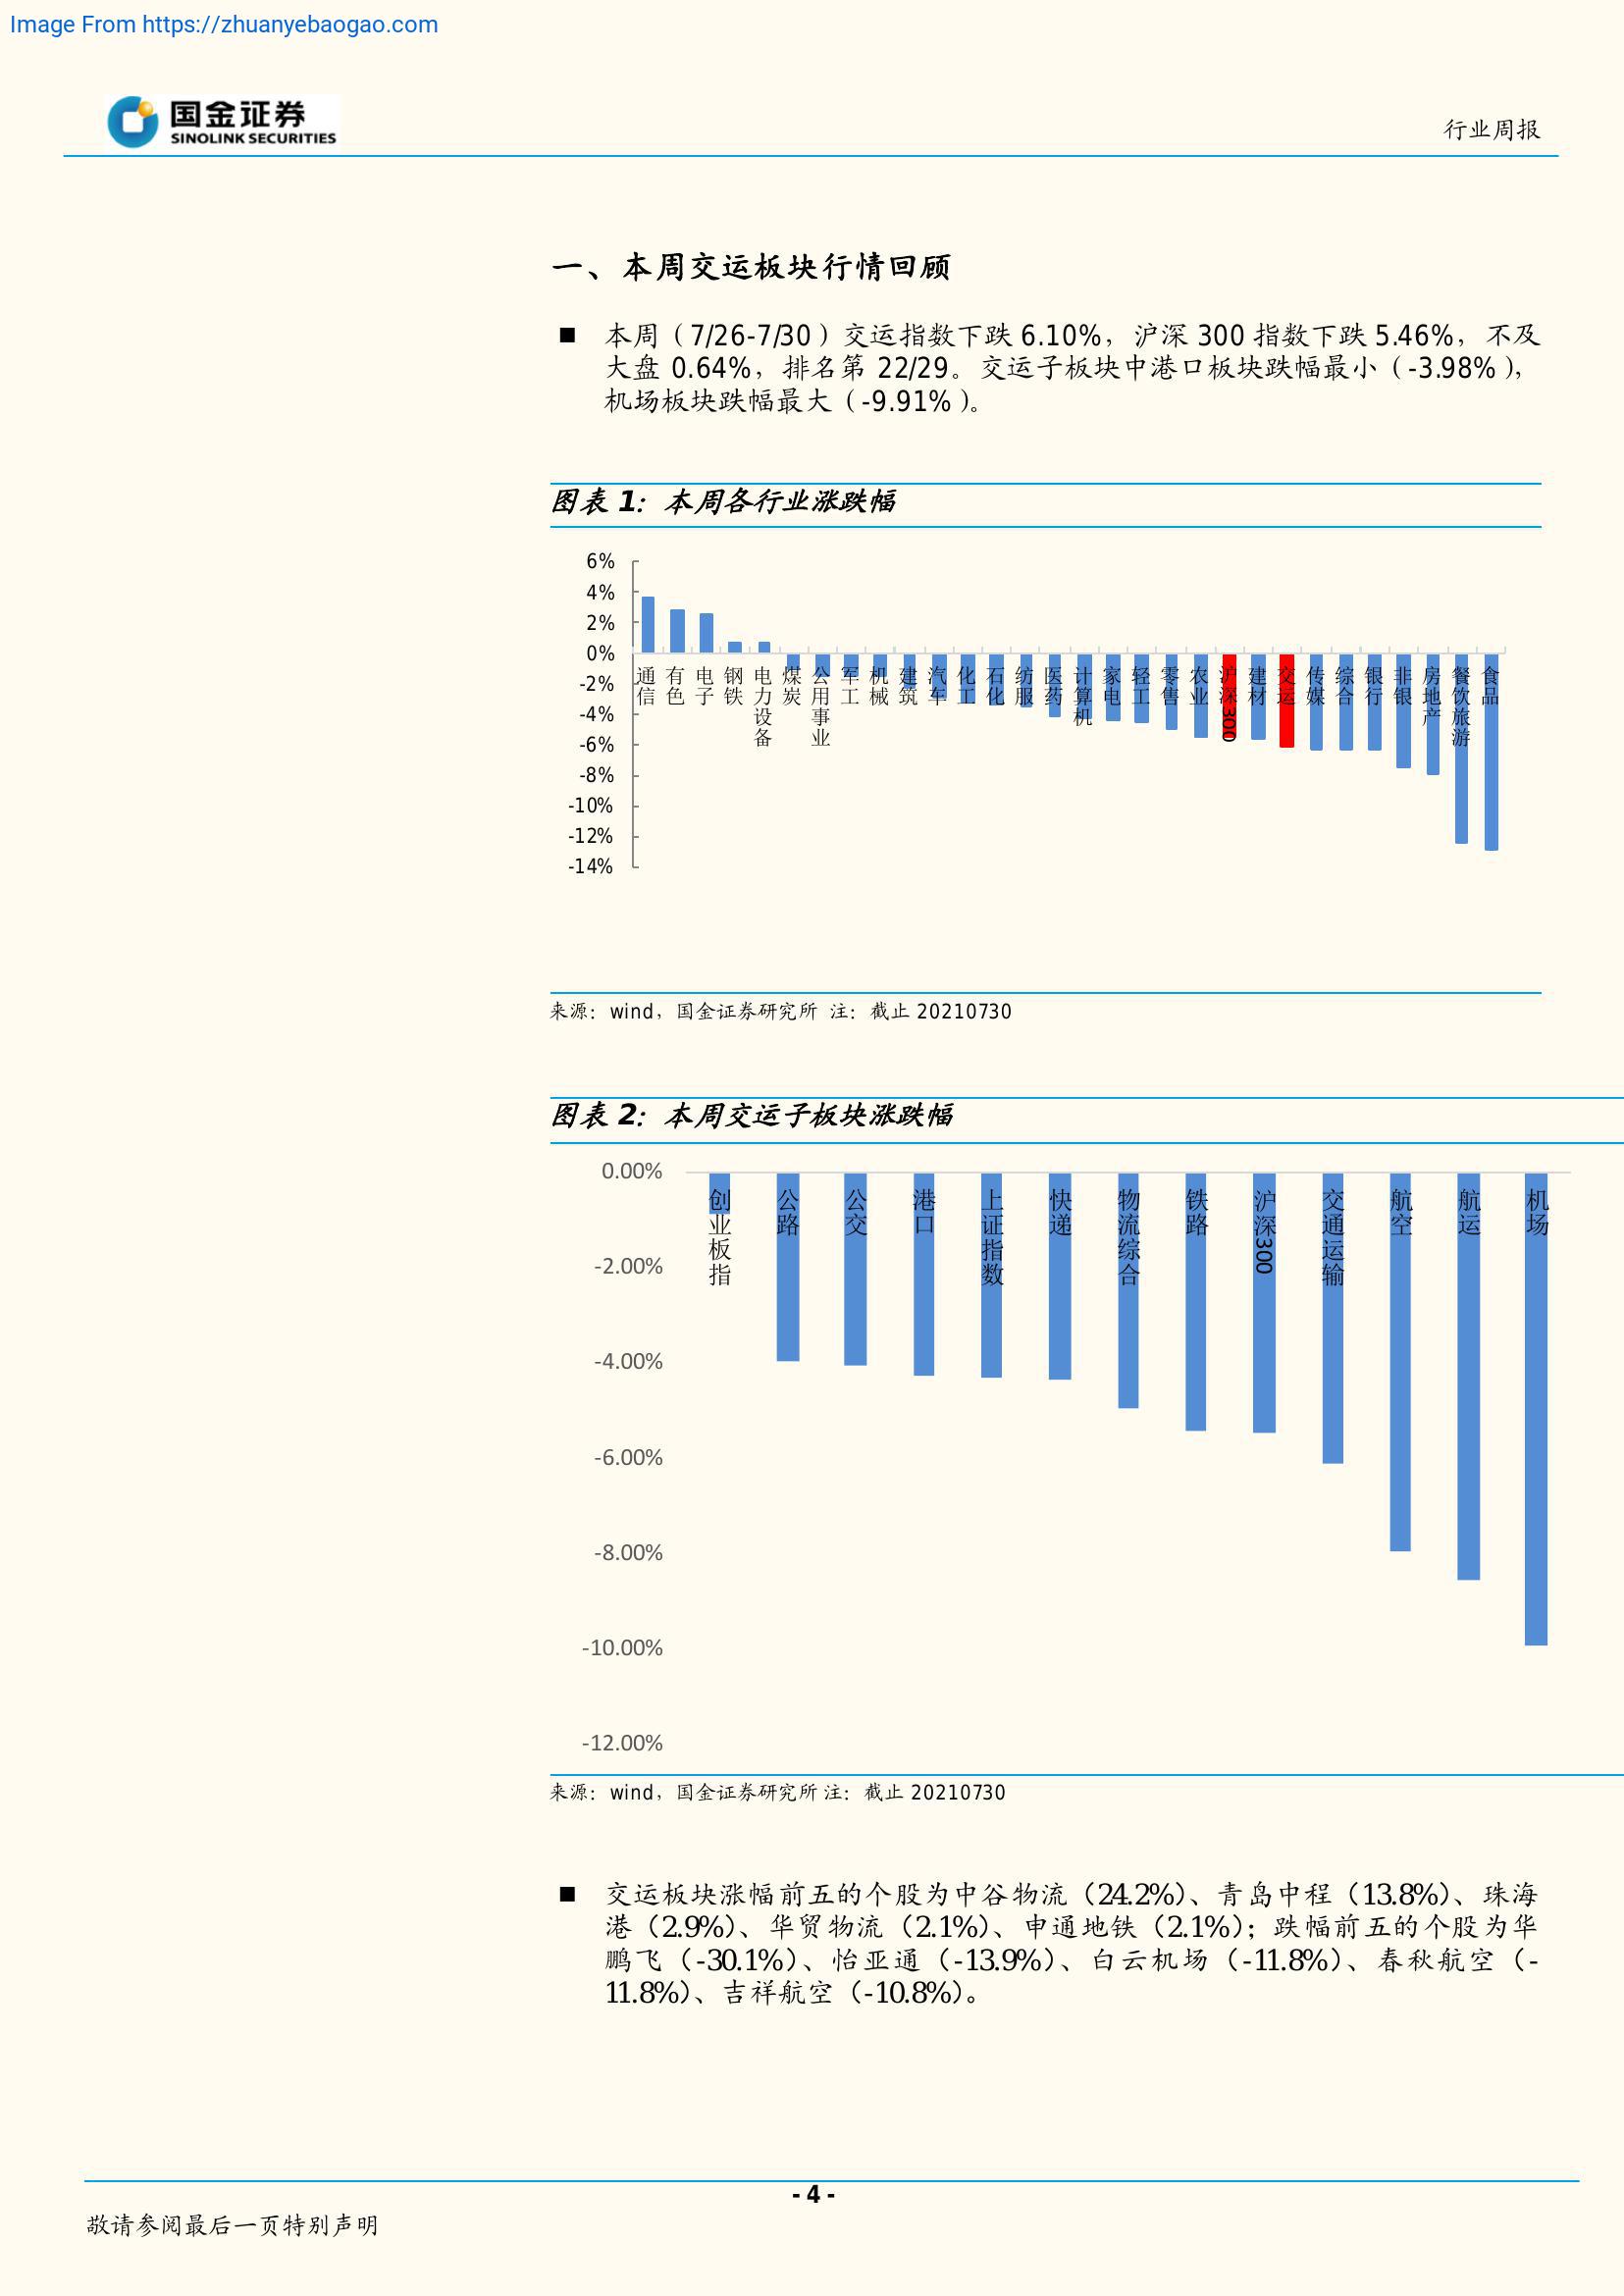 Image From https://zhuanyebaogao.com
国金证券
SINOLINK SECURITIES
行业周报
一、本周交运板块行情回顾
■ 本周（7/26-7/30）交运指数下跌 6.10%，沪深 300 指数下跌 5.46%，不及
大盘 0.64%，排名第 22/29。交运子板块中港口板块跌幅最小（-3.98%），
机场板块跌幅最大（-9.91%）。
图表 1：本周各行业涨跌幅
6%
4%
2%
0%
-2%
-4%
-6%
-8%
-10%
-12%
-14%
通信
有色
电子
钢铁
电力设备
煤炭
公用事业
军工
机械
建筑
汽车
化工
石化
纺服
医药
计算机
家电
轻工
零售
农业
沪深300
建材
交运
传媒
综合
银行
非银
房地产
餐饮旅游
食品
来源：wind，国金证券研究所 注：截止 20210730
图表 2：本周交运子板块涨跌幅
0.00%
-2.00%
-4.00%
-6.00%
-8.00%
-10.00%
-12.00%
创业板指
公路
公交
港口
上证指数
快递
物流综合
铁路
沪深300
交通运输
航空
航运
机场
来源：wind，国金证券研究所 注：截止 20210730
■ 交运板块涨幅前五的个股为中谷物流（24.2%）、青岛中程（13.8%）、珠海
港（2.9%）、华贸物流（2.1%）、申通地铁（2.1%）；跌幅前五的个股为华
鹏飞（-30.1%）、怡亚通（-13.9%）、白云机场（-11.8%）、春秋航空（-
11.8%）、吉祥航空（-10.8%）。
- 4 -
敬请参阅最后一页特别声明